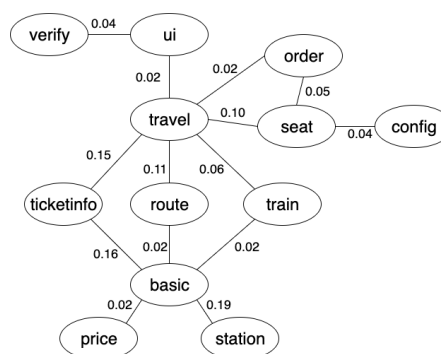 verify
0.04
ui
0.02
0.02
order
0.05
travel
0.10
seat
0.04
config
0.15
0.11
0.06
ticketinfo
route
train
0.16
0.02
0.02
basic
0.02
0.19
price
station